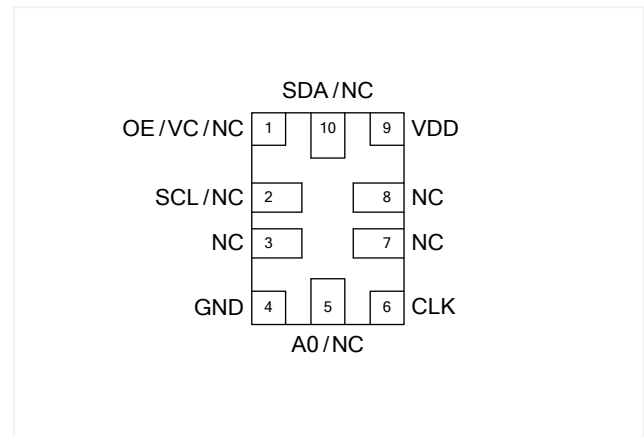 SDA/NC
OE/VC/NC 1 10 9 VDD
SCL/NC 2 8 NC
NC 3 7 NC
GND 4 5 6 CLK
A0/NC